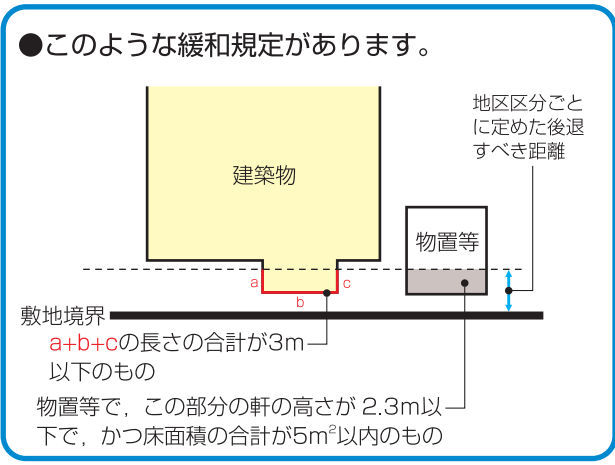 ●このような緩和規定があります。
地区区分ごと
に定めた後退
すべき距離
建築物
物置等
a
c
b
敷地境界
a+b+cの長さの合計が3m
以下のもの
物置等で，この部分の軒の高さが 2.3m以
下で，かつ床面積の合計が5m²以内のもの